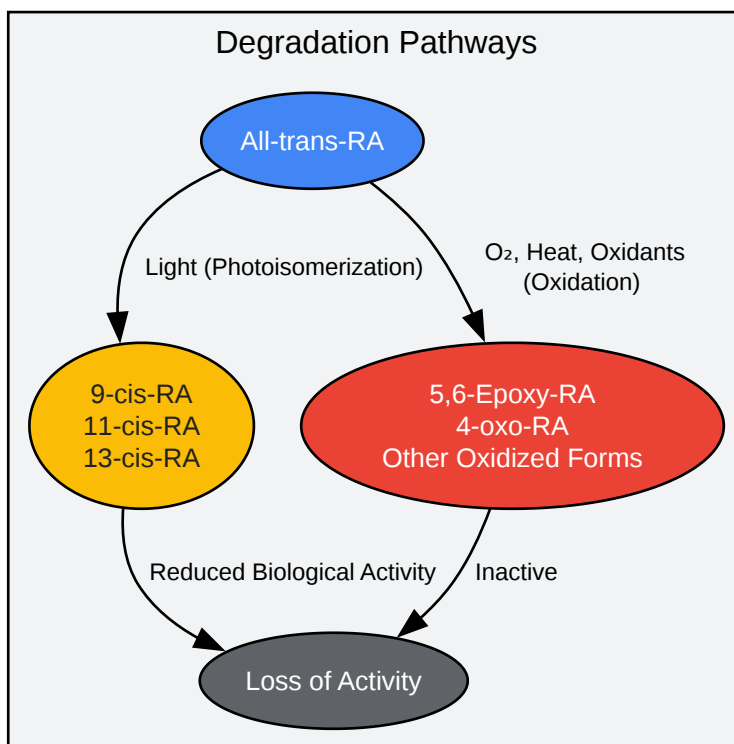 Degradation Pathways
All-trans-RA
Light (Photoisomerization)
O₂, Heat, Oxidants
(Oxidation)
9-cis-RA
11-cis-RA
13-cis-RA
5,6-Epoxy-RA
4-oxo-RA
Other Oxidized Forms
Reduced Biological Activity
Inactive
Loss of Activity